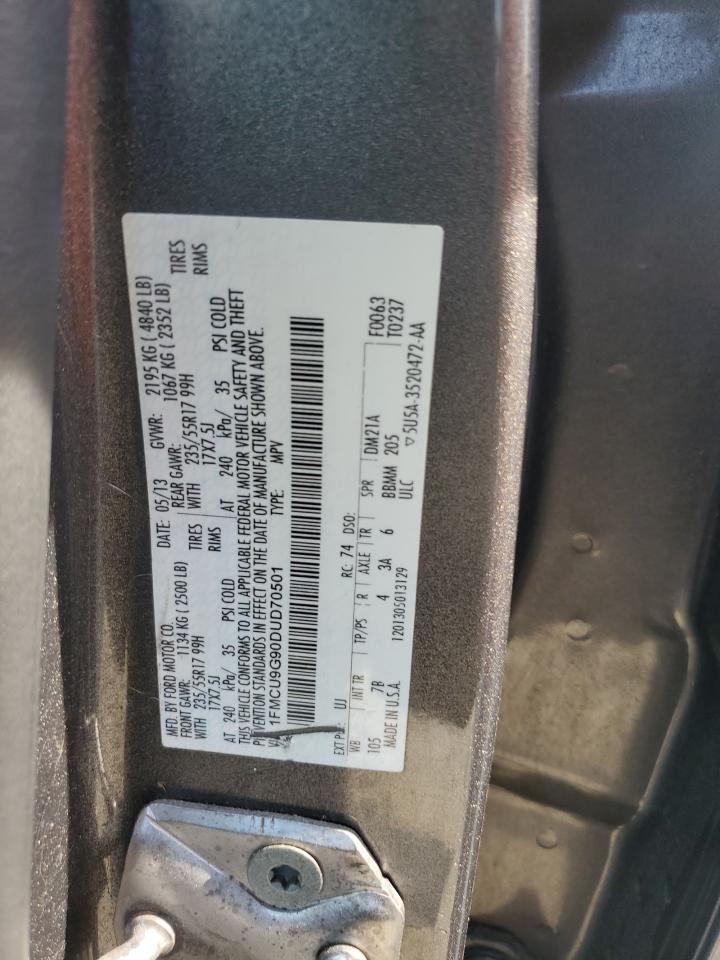 MFD. BY FORD MOTOR CO.
DATE: 05/13 GVWR: 2195 KG ( 4840 LB)
FRONT GAWR: 1134 KG ( 2500 LB) REAR GAWR: 1067 KG ( 2352 LB)
WITH 235/55R17 99H TIRES WITH 235/55R17 99H TIRES
17X7.5J RIMS 17X7.5J RIMS
AT 240 kPa/ 35 PSI COLD AT 240 kPa/ 35 PSI COLD
THIS VEHICLE CONFORMS TO ALL APPLICABLE FEDERAL MOTOR VEHICLE SAFETY AND THEFT
PREVENTION STANDARDS IN EFFECT ON THE DATE OF MANUFACTURE SHOWN ABOVE.
1FMCU9G90DUD70501 TYPE: MPV
F0063
T0237
EXT UJ RC: 74 DSO:
WB INT TR TP/PS R AXLE TR SPR DM21A
105 7B 4 3A 6 BBMM 205
MADE IN U.S.A. 1201305013129 ULC
▽5U5A-3520472-AA